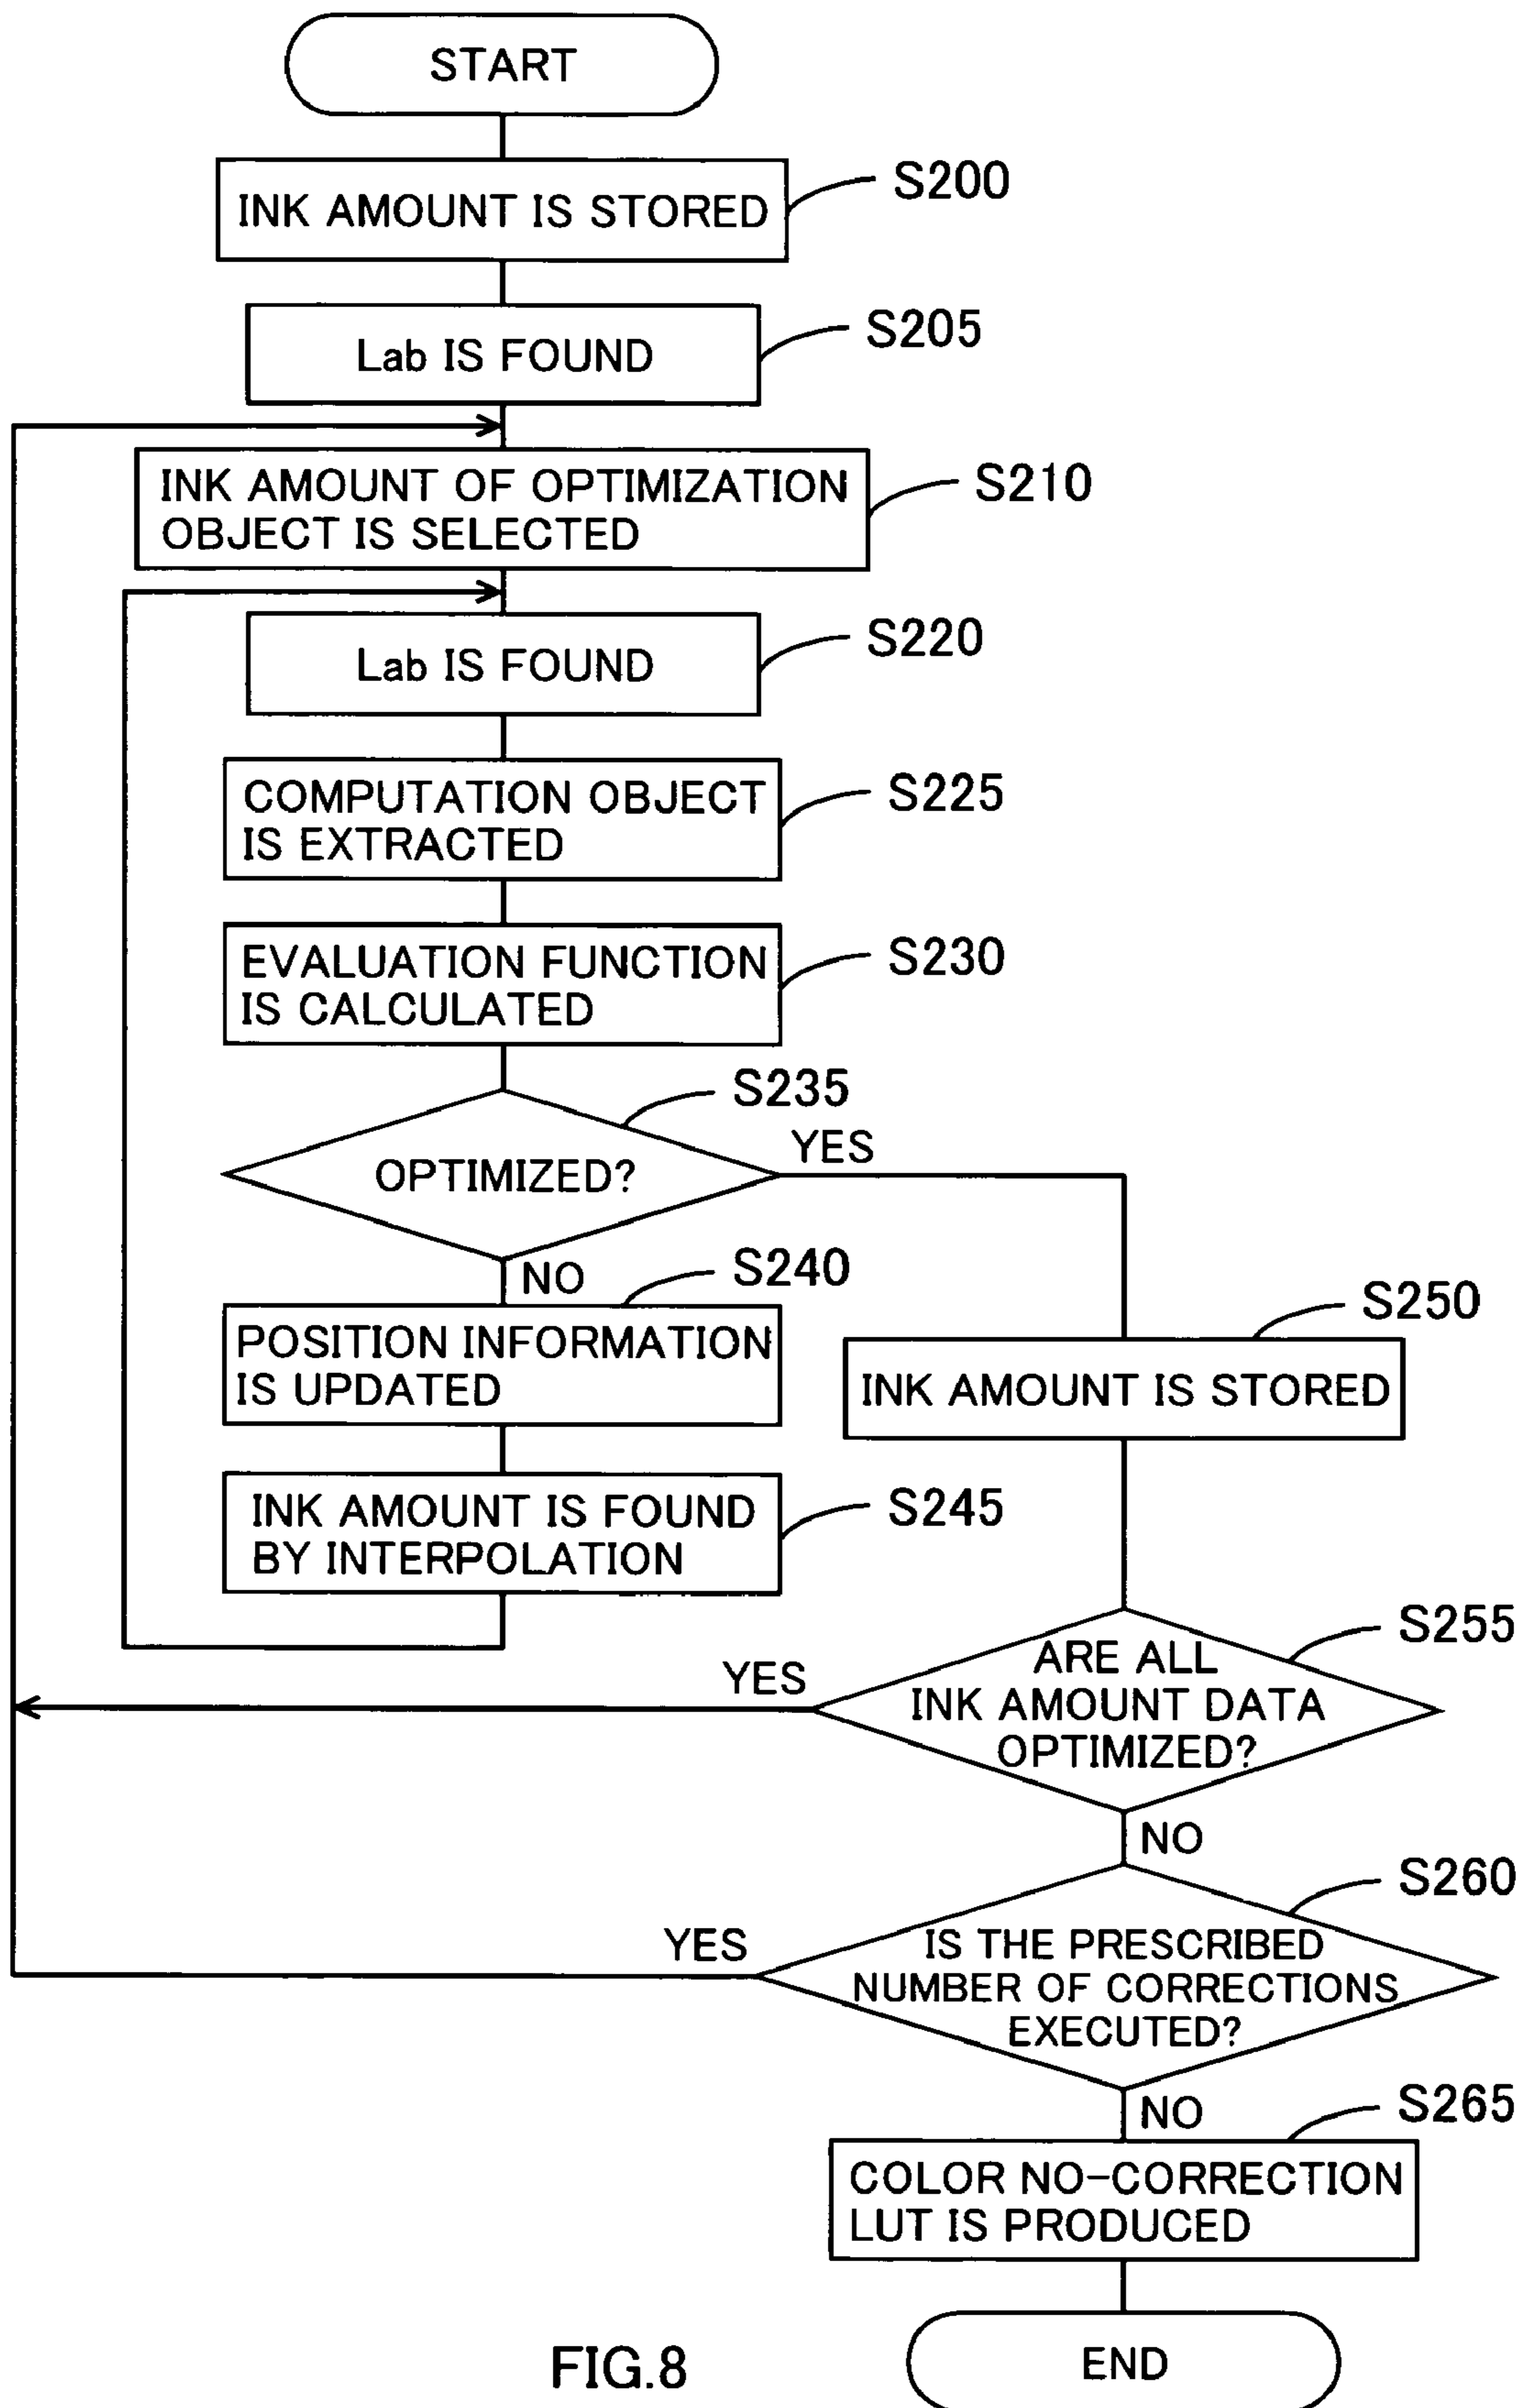 START
INK AMOUNT IS STORED
S200
Lab IS FOUND
S205
INK AMOUNT OF OPTIMIZATION
OBJECT IS SELECTED
S210
Lab IS FOUND
S220
COMPUTATION OBJECT
IS EXTRACTED
S225
EVALUATION FUNCTION
IS CALCULATED
S230
S235
OPTIMIZED?
YES
NO
S240
POSITION INFORMATION
IS UPDATED
S250
INK AMOUNT IS STORED
INK AMOUNT IS FOUND
BY INTERPOLATION
S245
S255
ARE ALL
INK AMOUNT DATA
OPTIMIZED?
YES
NO
S260
IS THE PRESCRIBED
NUMBER OF CORRECTIONS
EXECUTED?
YES
NO
S265
COLOR NO-CORRECTION
LUT IS PRODUCED
END
FIG.8